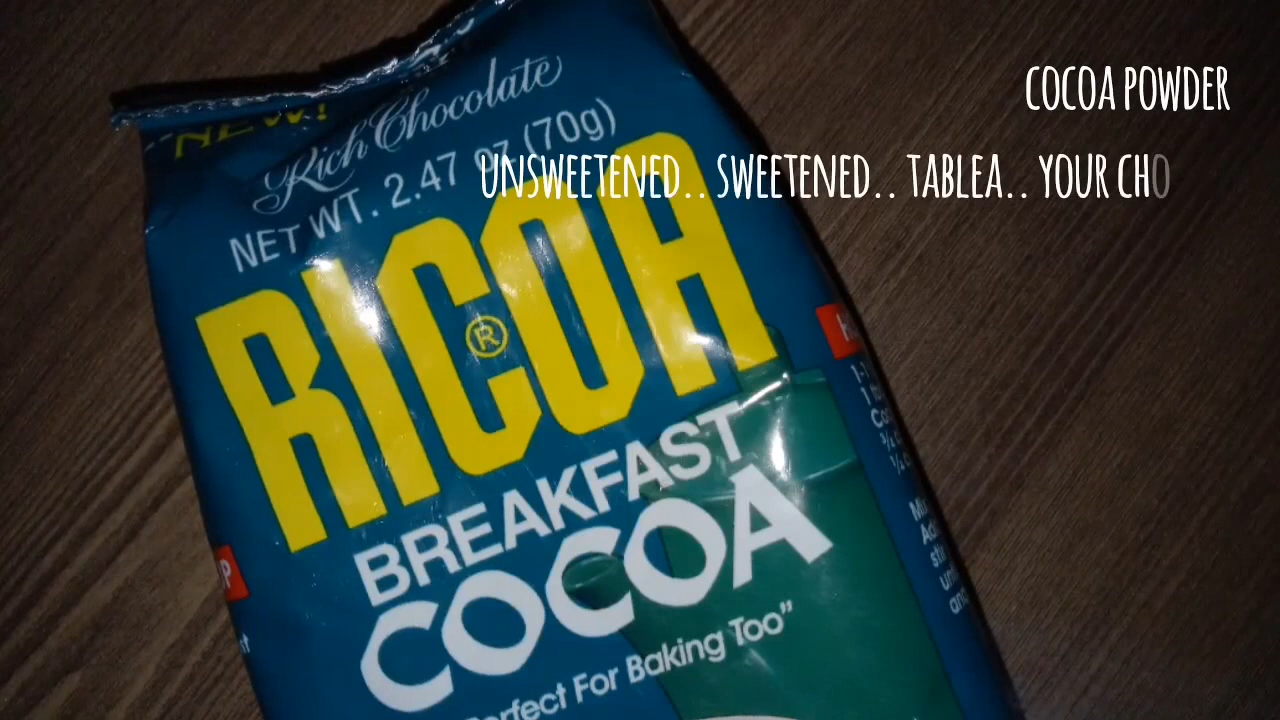 COCOA POWDER
UNSWEETENED.. SWEETENED.. TABLEA.. YOUR CHO
NEW!
Rich Chocolate
NET WT. 2.47 oz (70g)
RICOA
®
BREAKFAST
COCOA
For Baking Too”